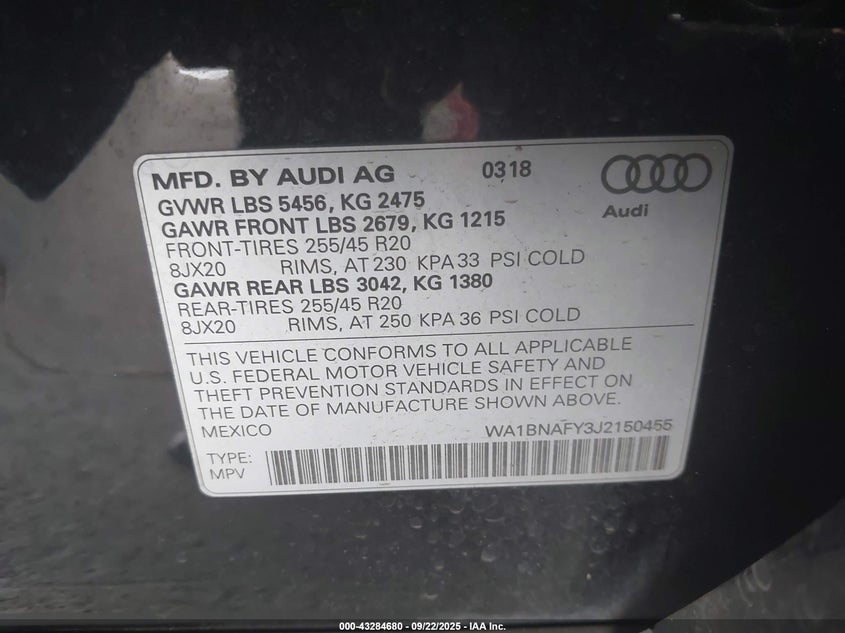 MFD. BY AUDI AG 0318
GVWR LBS 5456, KG 2475
GAWR FRONT LBS 2679, KG 1215
FRONT-TIRES 255/45 R20
8JX20 RIMS, AT 230 KPA 33 PSI COLD
GAWR REAR LBS 3042, KG 1380
REAR-TIRES 255/45 R20
8JX20 RIMS, AT 250 KPA 36 PSI COLD
Audi
THIS VEHICLE CONFORMS TO ALL APPLICABLE
U.S. FEDERAL MOTOR VEHICLE SAFETY AND
THEFT PREVENTION STANDARDS IN EFFECT ON
THE DATE OF MANUFACTURE SHOWN ABOVE.
MEXICO WA1BNAFY3J2150455
TYPE:
MPV
000-43284680 - 09/22/2025 - IAA Inc.